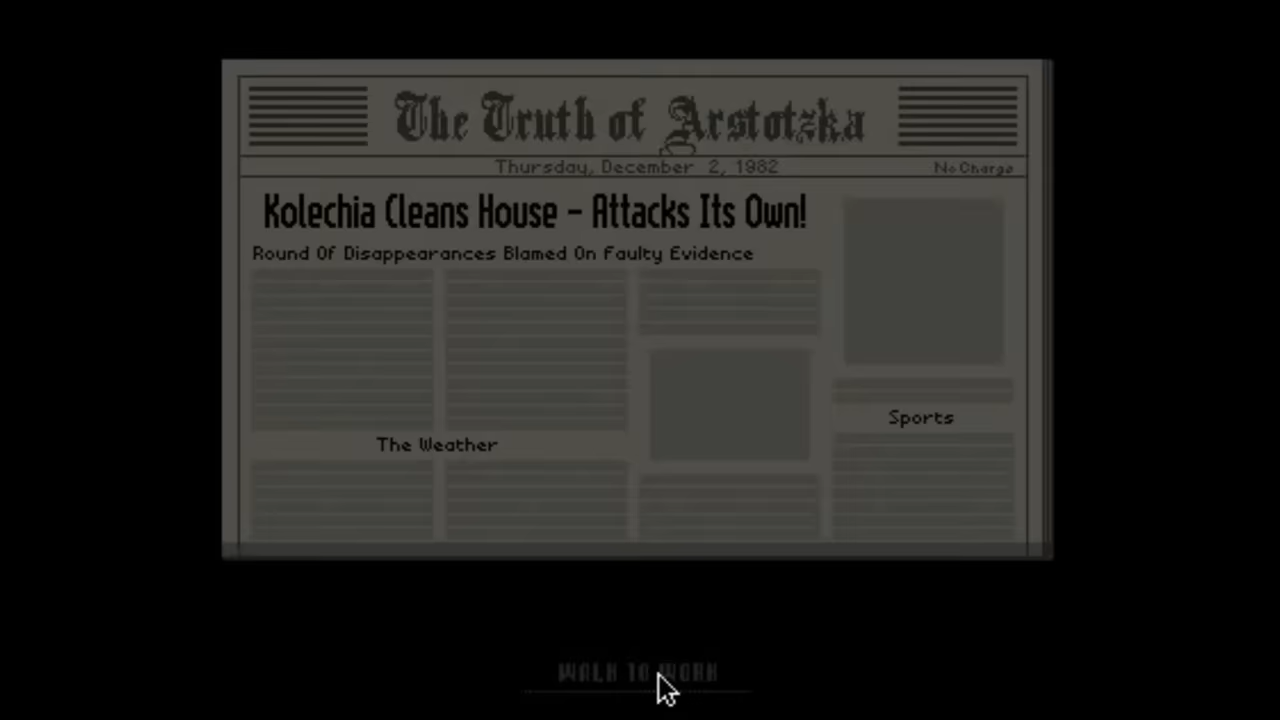 The Truth of Arstotzka
Thursday, December 2, 1982
No Charge
Kolechia Cleans House - Attacks Its Own!
Round Of Disappearances Blamed On Faulty Evidence
The Weather
Sports
WALK TO WORK